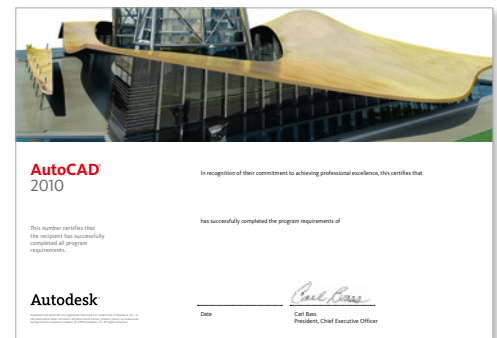 AutoCAD®
2010
In recognition of their commitment to achieving professional excellence, this certifies that
has successfully completed the program requirements of
This number certifies that
the recipient has successfully
completed all program
requirements.
Autodesk®
Date
Carl Bass
Carl Bass
President, Chief Executive Officer